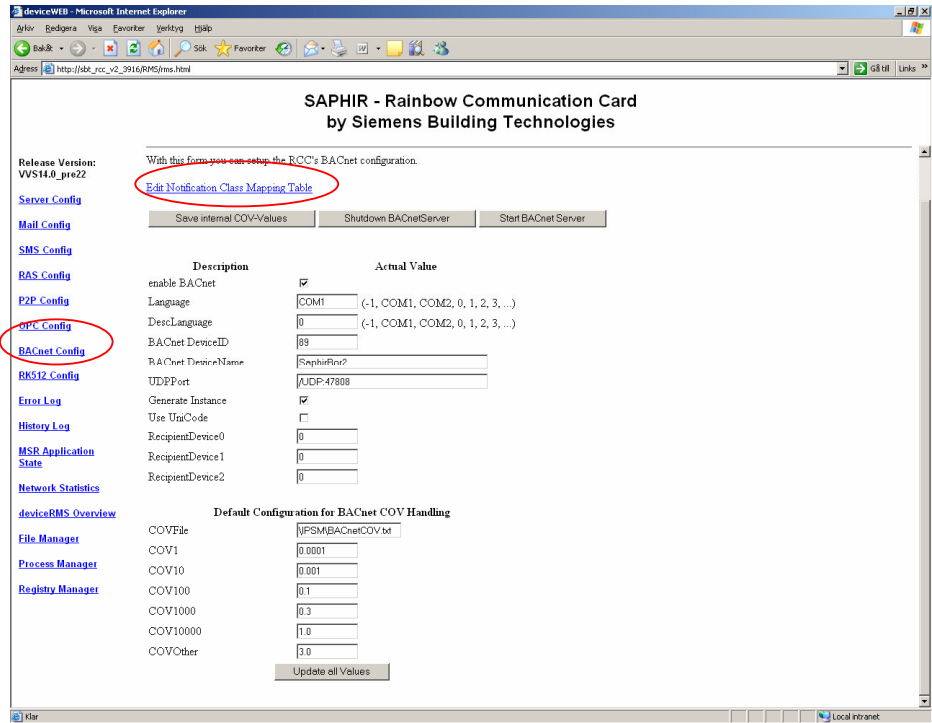 deviceWEB - Microsoft Internet Explorer
Arkiv Redigera Visa Favoriter Verktyg Hjälp
Bakåt Sök Favoriter
Adress http://sbt_rcc_v2_3916/RMS/rms.html Gå till Links »
SAPHIR - Rainbow Communication Card
by Siemens Building Technologies
Release Version:
VVS14.0_pre22
Server Config
Mail Config
SMS Config
RAS Config
P2P Config
OPC Config
BACnet Config
RK512 Config
Error Log
History Log
MSR Application
State
Network Statistics
deviceRMS Overview
File Manager
Process Manager
Registry Manager
With this form you can setup the RCC's BACnet configuration.
Edit Notification Class Mapping Table
Save internal COV-Values Shutdown BACnetServer Start BACnet Server
Description Actual Value
enable BACnet
Language COM1 (-1, COM1, COM2, 0, 1, 2, 3, ...)
DescLanguage 0 (-1, COM1, COM2, 0, 1, 2, 3, ...)
BACnet DeviceID 89
BACnet DeviceName SaphirBor2
UDPPort /UDP:47808
Generate Instance
Use UniCode
RecipientDevice0 0
RecipientDevice1 0
RecipientDevice2 0
Default Configuration for BACnet COV Handling
COVFile \IPSM\BACnetCOV.txt
COV1 0.0001
COV10 0.001
COV100 0.1
COV1000 0.3
COV10000 1.0
COVOther 3.0
Update all Values
Klar Local intranet